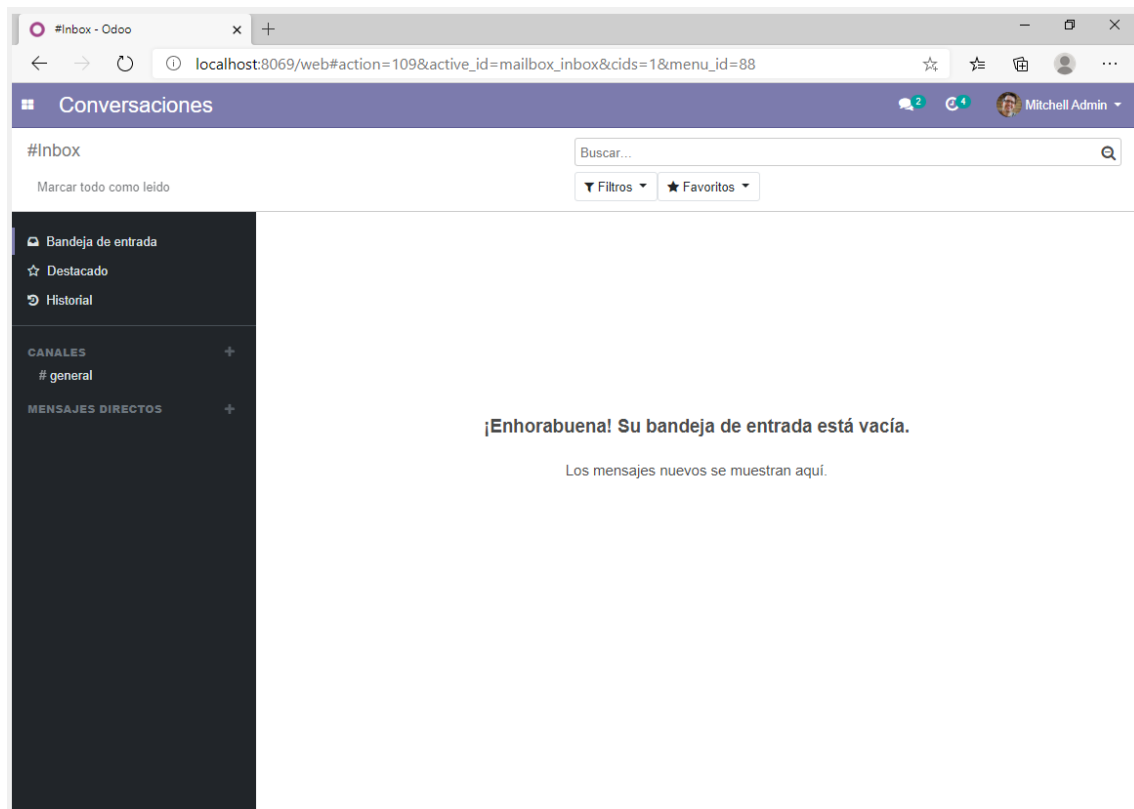 #Inbox - Odoo
localhost:8069/web#action=109&active_id=mailbox_inbox&cids=1&menu_id=88
Conversaciones 2 4 Mitchell Admin
#Inbox Buscar...
Marcar todo como leido Filtros Favoritos
Bandeja de entrada
Destacado
Historial
CANALES
# general
MENSAJES DIRECTOS
¡Enhorabuena! Su bandeja de entrada está vacía.
Los mensajes nuevos se muestran aquí.